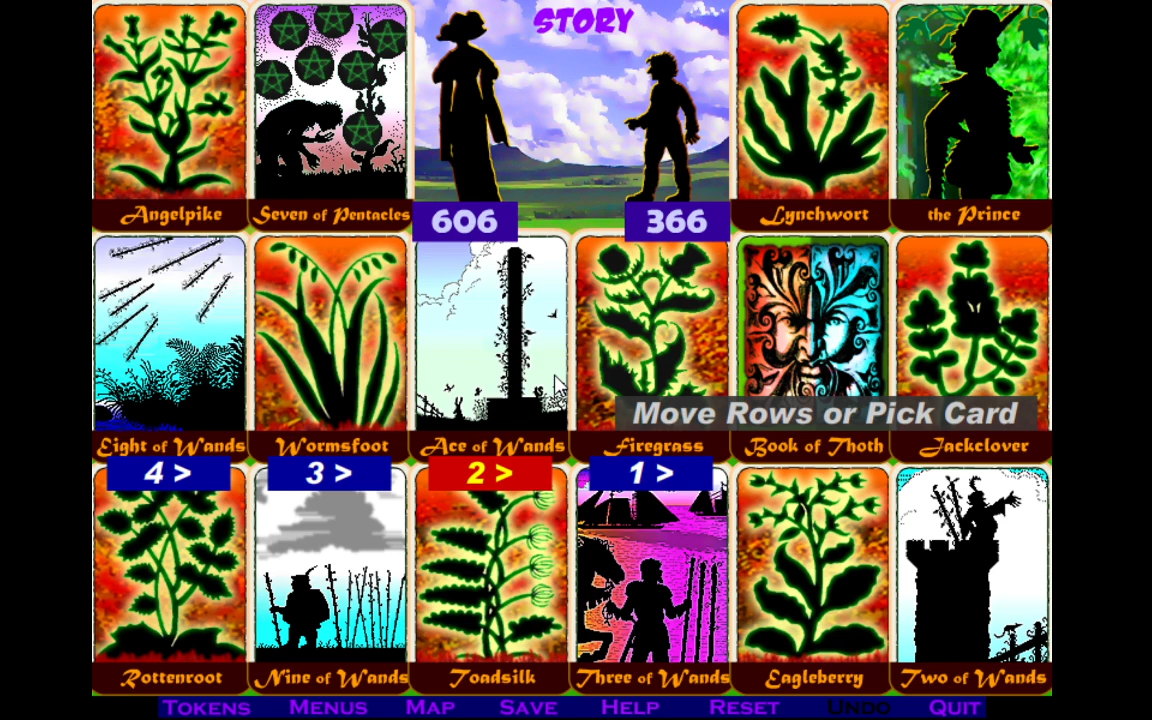 STORY
Angelpike
Seven of Pentacles
606
366
Lynchwort
the Prince
Eight of Wands
Wormsfoot
Ace of Wands
Firegrass
Book of Thoth
Jackclover
Move Rows or Pick Card
4 >
3 >
2 >
1 >
Rottenroot
Nine of Wands
Toadsilk
Three of Wands
Eagleberry
Two of Wands
Tokens Menus Map Save Help Reset Undo Quit